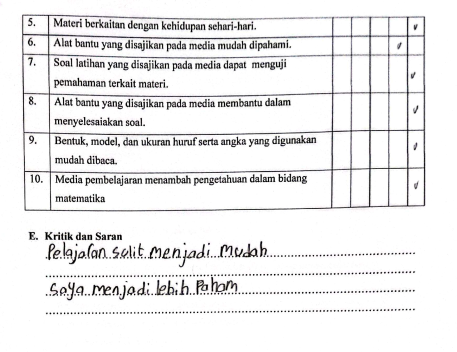 5. Materi berkaitan dengan kehidupan sehari-hari.
6. Alat bantu yang disajikan pada media mudah dipahami.
7. Soal latihan yang disajikan pada media dapat menguji
pemahaman terkait materi.
8. Alat bantu yang disajikan pada media membantu dalam
menyelesaiakan soal.
9. Bentuk, model, dan ukuran huruf serta angka yang digunakan
mudah dibaca.
10. Media pembelajaran menambah pengetahuan dalam bidang
matematika
E. Kritik dan Saran
Pelajaran sulit menjadi mudah
Saya menjadi lebih Paham